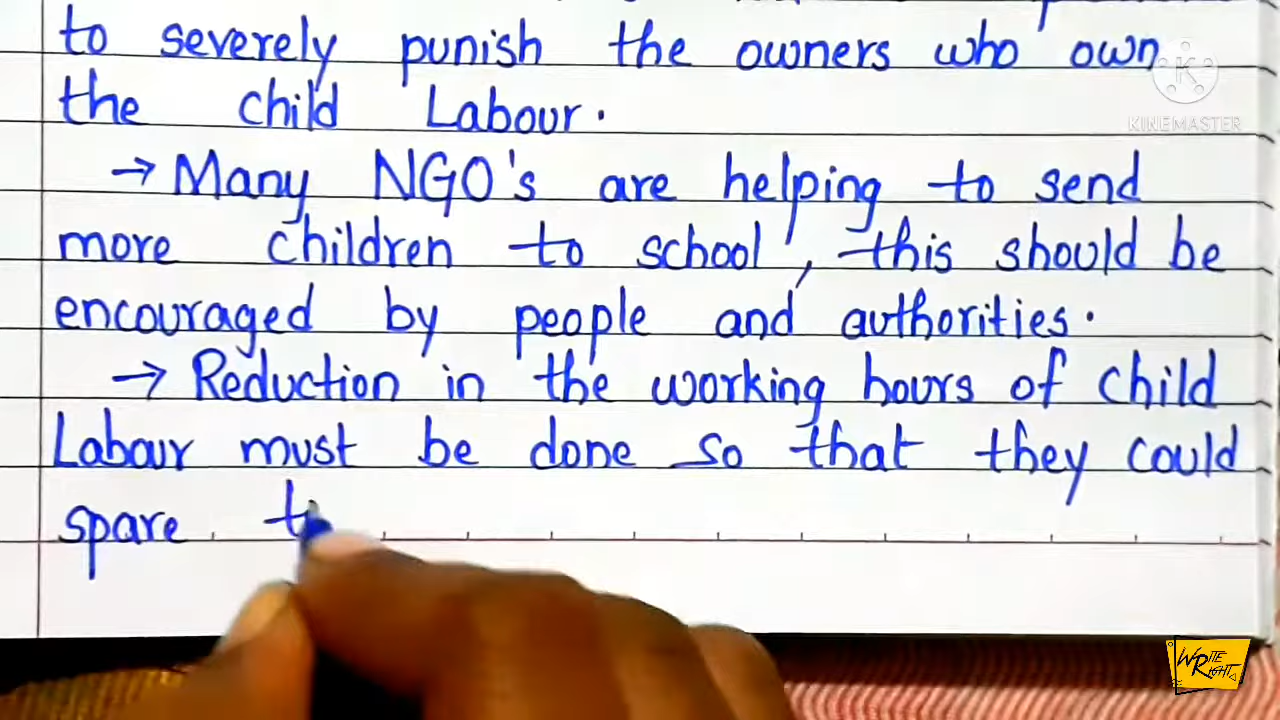 to severely punish the owners who own
the child Labour.
→ Many NGO's are helping to send
more children to school, this should be
encouraged by people and authorities.
→ Reduction in the working hours of child
Labour must be done so that they could
spare
KINEMASTER
WRITE RIGHT